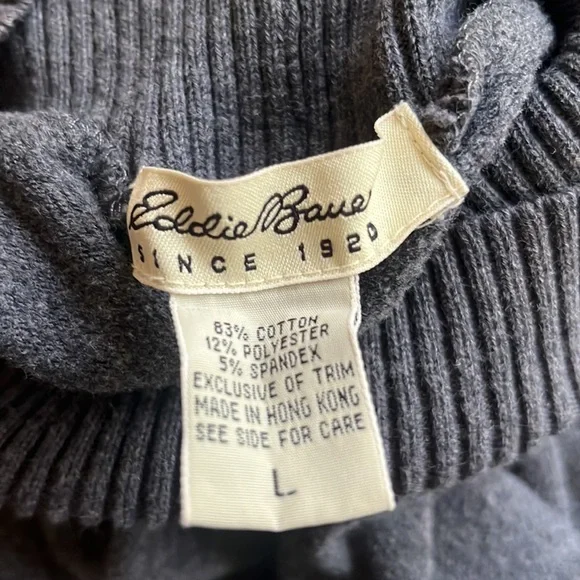 Eddie Baue
SINCE 1920
83% COTTON
12% POLYESTER
5% SPANDEX
EXCLUSIVE OF TRIM
MADE IN HONG KONG
SEE SIDE FOR CARE
L